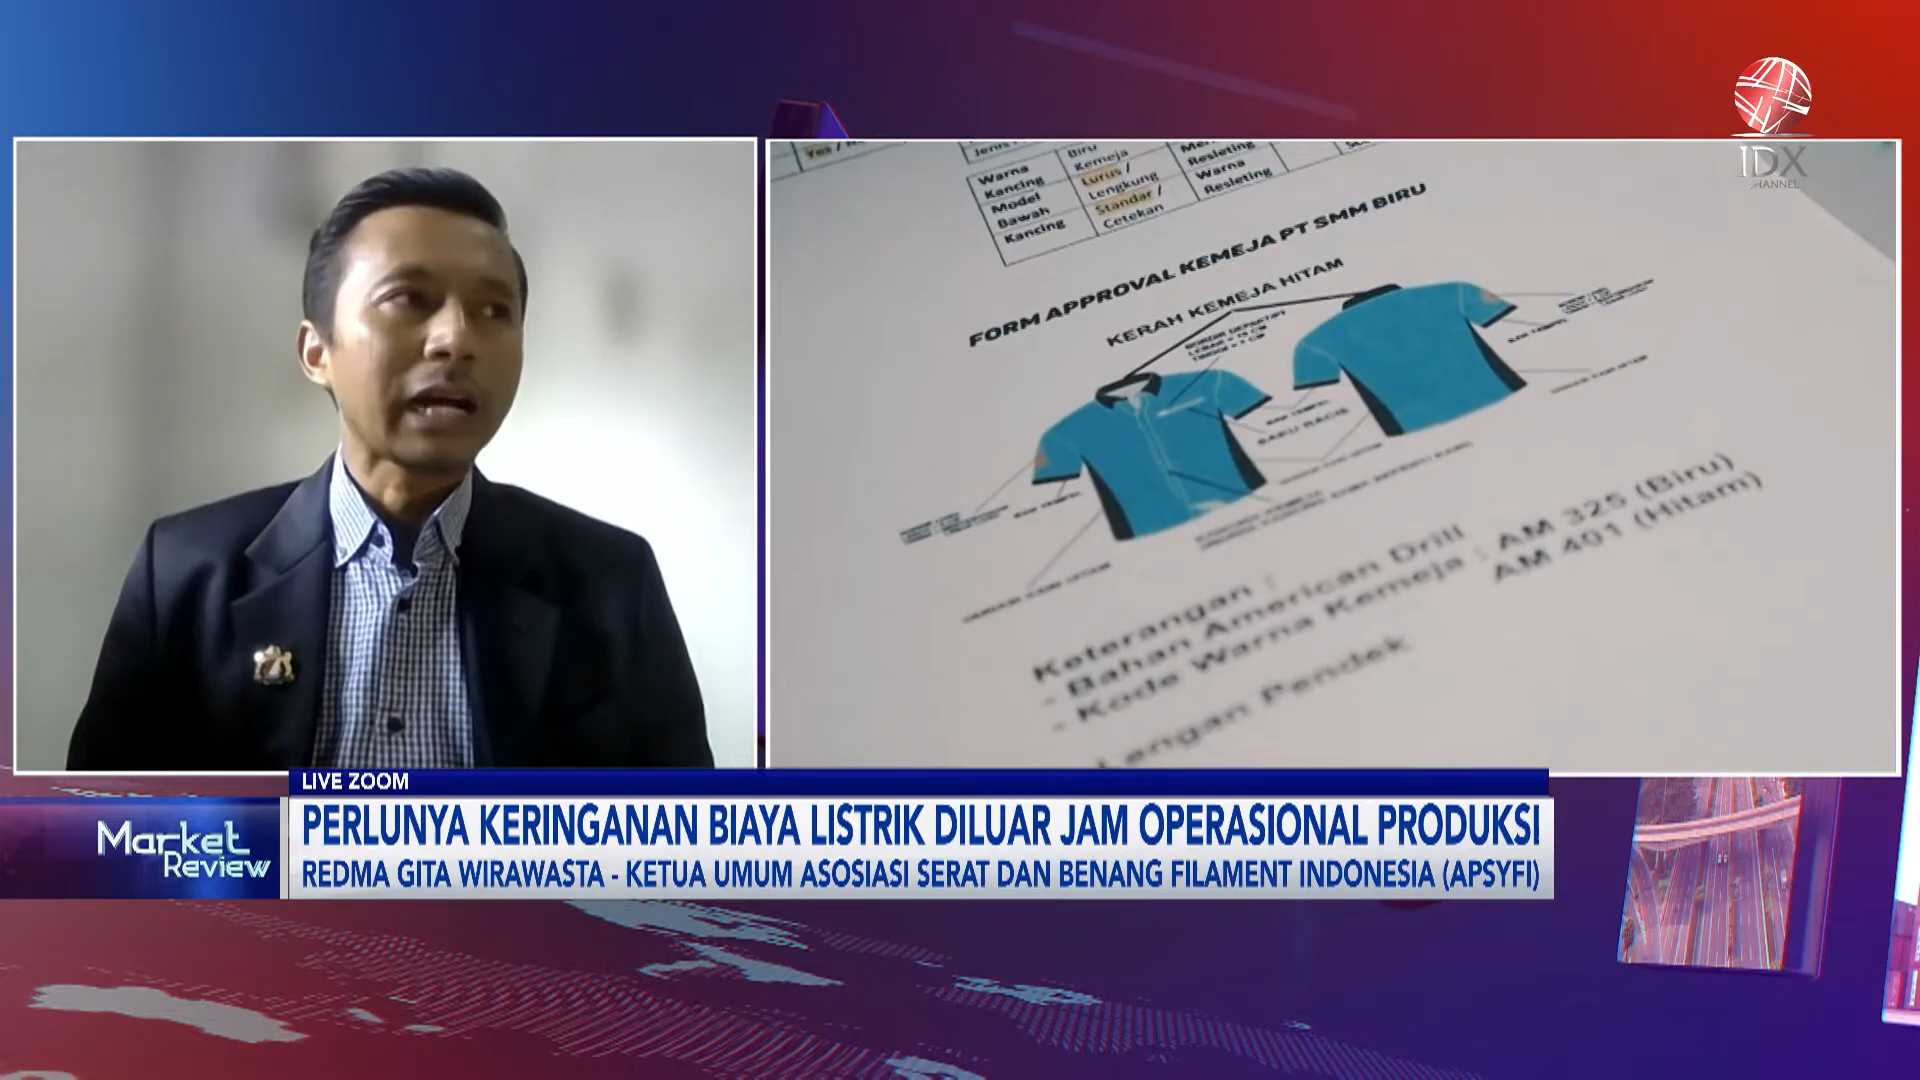 IDX
CHANNEL
Yes /
Warna
Kancing
Model
Bawah
Kancing
Biru
Kemeja
Lurus /
Lengkung
Standar /
Cetekan
Resleting
Warna
Resleting
FORM APPROVAL KEMEJA PT SMM BIRU
KERAH KEMEJA HITAM
SAKU RACIS
Keterangan :
- Bahan American Drill
- Kode Warna Kemeja : AM 325 (Biru)
AM 401 (Hitam)
Lengan Pendek
LIVE ZOOM
Market
Review
PERLUNYA KERINGANAN BIAYA LISTRIK DILUAR JAM OPERASIONAL PRODUKSI
REDMA GITA WIRAWASTA - KETUA UMUM ASOSIASI SERAT DAN BENANG FILAMENT INDONESIA (APSYFI)